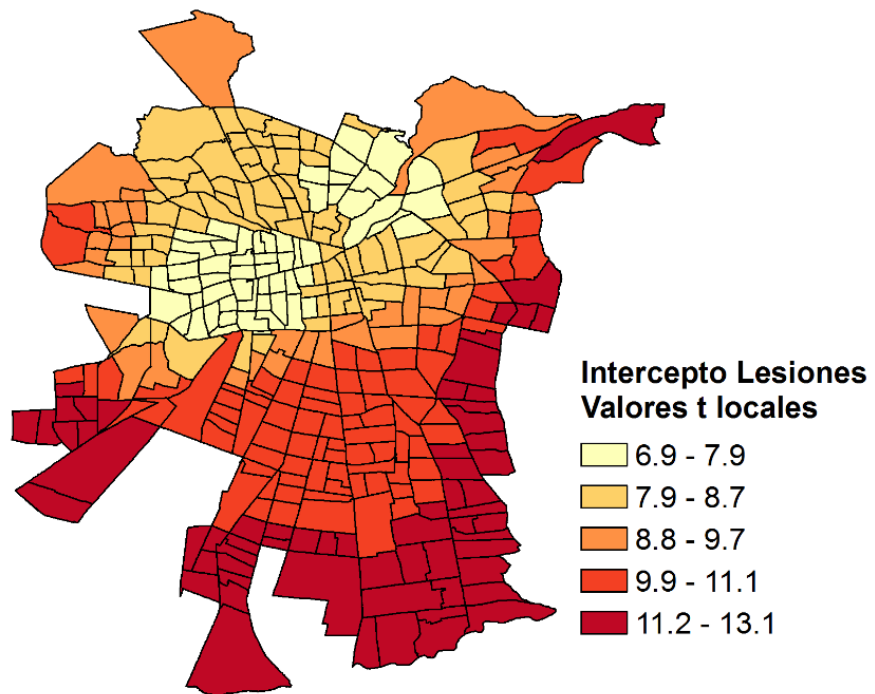 Intercepto Lesiones
Valores t locales
6.9 - 7.9
7.9 - 8.7
8.8 - 9.7
9.9 - 11.1
11.2 - 13.1